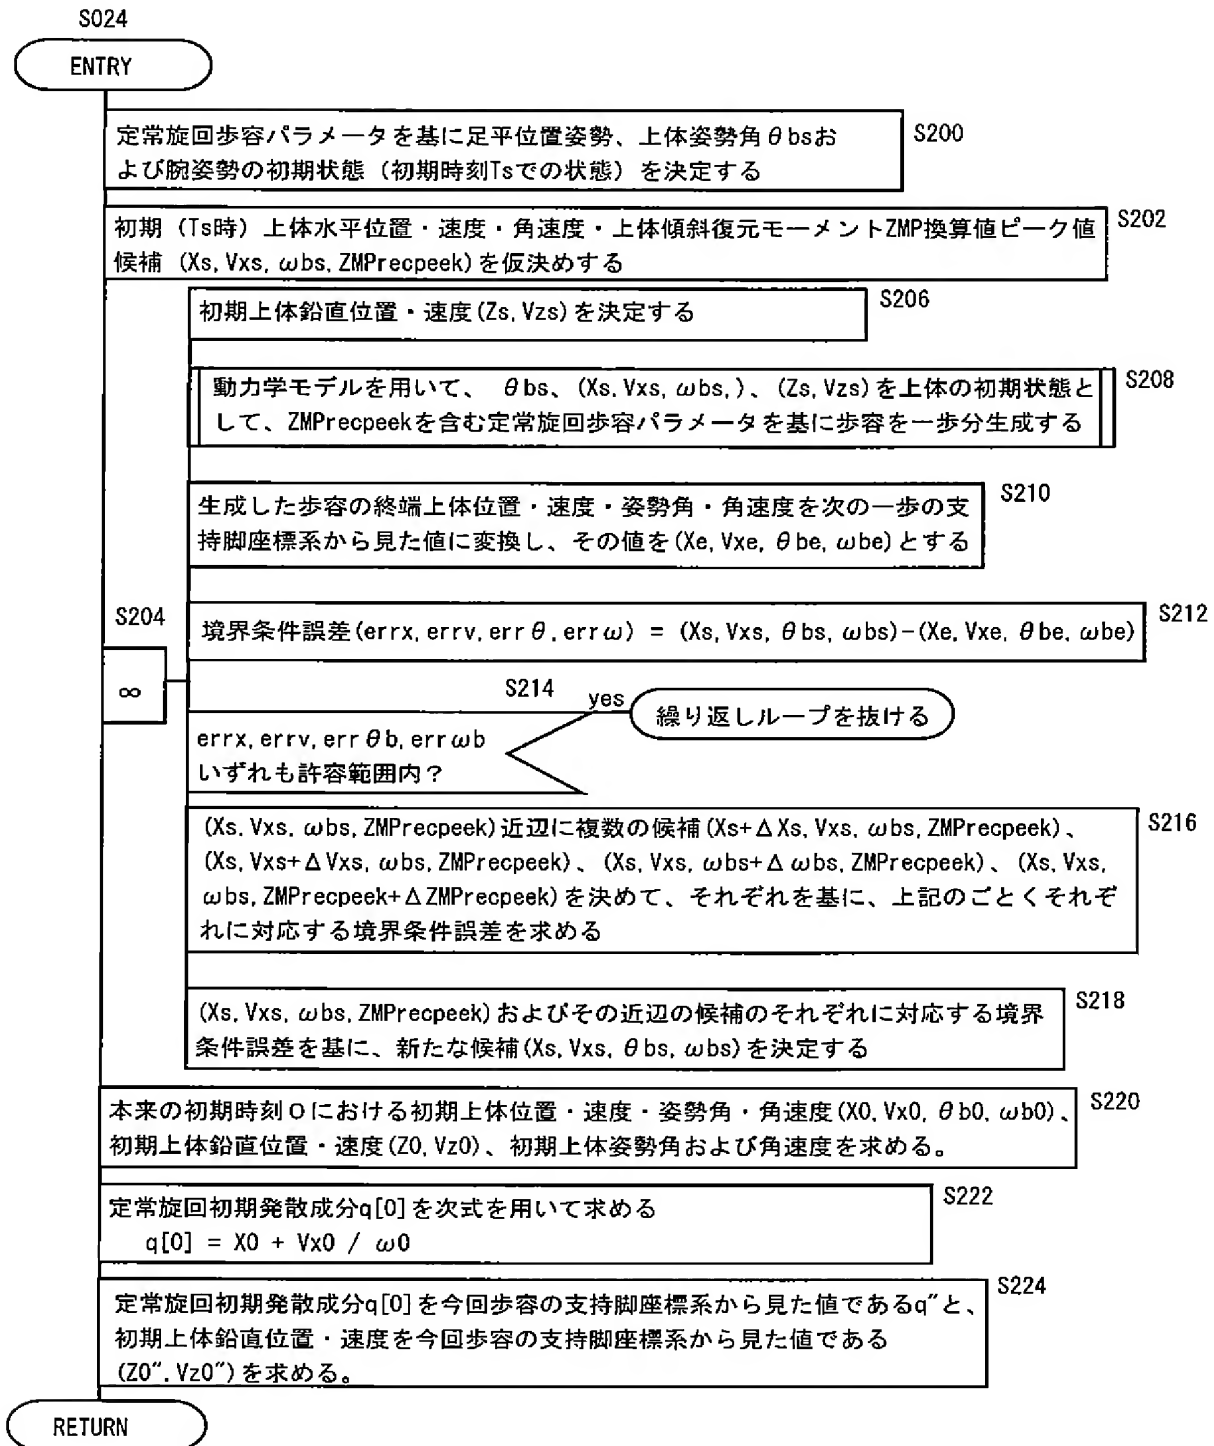 S024
ENTRY
定常旋回歩容パラメータを基に足平位置姿勢、上体姿勢角θbsお
よび腕姿勢の初期状態（初期時刻Tsでの状態）を決定する
S200
初期（Ts時）上体水平位置・速度・角速度・上体傾斜復元モーメントZMP換算値ピーク値
候補(Xs,Vxs,ωbs,ZMPrecpeek)を仮決めする
S202
初期上体鉛直位置・速度(Zs,Vzs)を決定する
S206
動力学モデルを用いて、 θbs、(Xs,Vxs,ωbs,)、(Zs,Vzs)を上体の初期状態と
して、ZMPrecpeekを含む定常旋回歩容パラメータを基に歩容を一歩分生成する
S208
生成した歩容の終端上体位置・速度・姿勢角・角速度を次の一歩の支
持脚座標系から見た値に変換し、その値を(Xe,Vxe,θbe,ωbe)とする
S210
S204
∞
境界条件誤差(errx,errv,errθ,errω) = (Xs,Vxs,θbs,ωbs)-(Xe,Vxe,θbe,ωbe)
S212
S214
errx,errv,errθb,errωb
いずれも許容範囲内？
yes
繰り返しループを抜ける
(Xs,Vxs,ωbs,ZMPrecpeek)近辺に複数の候補(Xs+ΔXs,Vxs,ωbs,ZMPrecpeek)、
(Xs,Vxs+ΔVxs,ωbs,ZMPrecpeek)、(Xs,Vxs,ωbs+Δωbs,ZMPrecpeek)、(Xs,Vxs,
ωbs,ZMPrecpeek+ΔZMPrecpeek)を決めて、それぞれを基に、上記のごとくそれぞ
れに対応する境界条件誤差を求める
S216
(Xs,Vxs,ωbs,ZMPrecpeek)およびその近辺の候補のそれぞれに対応する境界
条件誤差を基に、新たな候補(Xs,Vxs,θbs,ωbs)を決定する
S218
本来の初期時刻0における初期上体位置・速度・姿勢角・角速度(X0,Vx0,θb0,ωb0)、
初期上体鉛直位置・速度(Z0,Vz0)、初期上体姿勢角および角速度を求める。
S220
定常旋回初期発散成分q[0]を次式を用いて求める
q[0] = X0 + Vx0 / ω0
S222
定常旋回初期発散成分q[0]を今回歩容の支持脚座標系から見た値であるq″と、
初期上体鉛直位置・速度を今回歩容の支持脚座標系から見た値である
(Z0″,Vz0″)を求める。
S224
RETURN